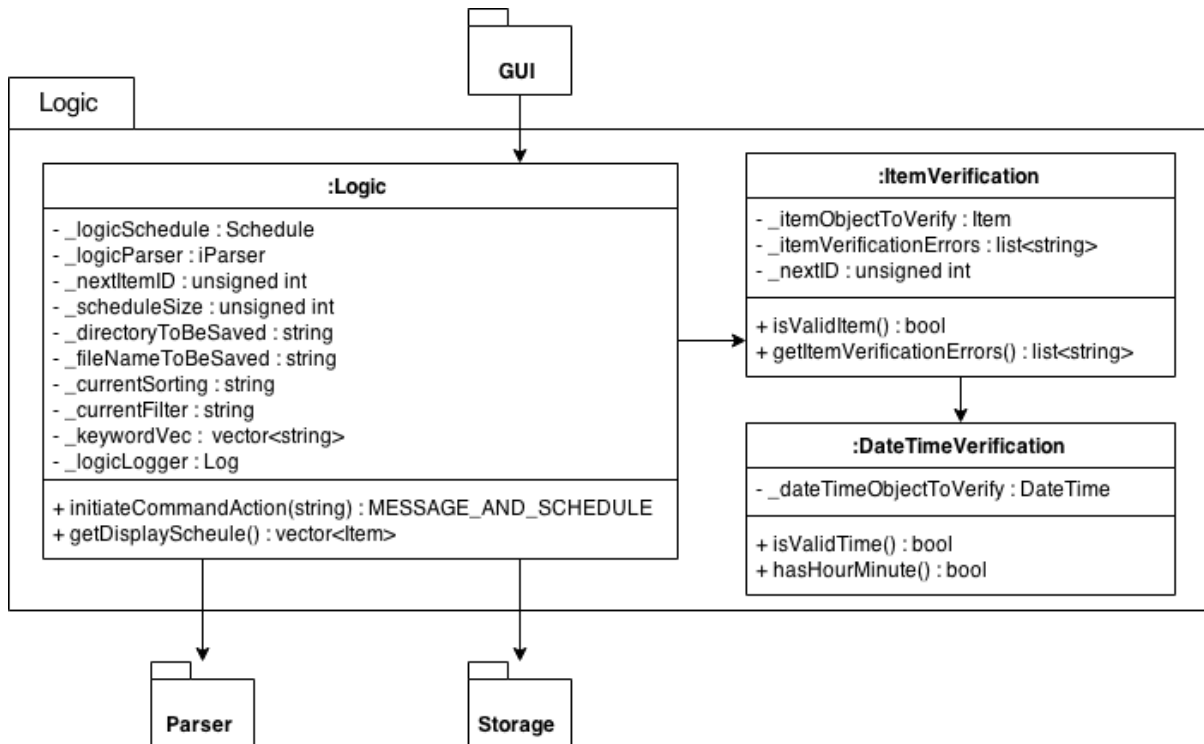 GUI
Logic
:Logic
- _logicSchedule : Schedule
- _logicParser : iParser
- _nextItemID : unsigned int
- _scheduleSize : unsigned int
- _directoryToBeSaved : string
- _fileNameToBeSaved : string
- _currentSorting : string
- _currentFilter : string
- _keywordVec : vector<string>
- _logicLogger : Log
+ initiateCommandAction(string) : MESSAGE_AND_SCHEDULE
+ getDisplayScheule() : vector<Item>
:ItemVerification
- _itemObjectToVerify : Item
- _itemVerificationErrors : list<string>
- _nextID : unsigned int
+ isValidItem() : bool
+ getItemVerificationErrors() : list<string>
:DateTimeVerification
- _dateTimeObjectToVerify : DateTime
+ isValidTime() : bool
+ hasHourMinute() : bool
Parser
Storage